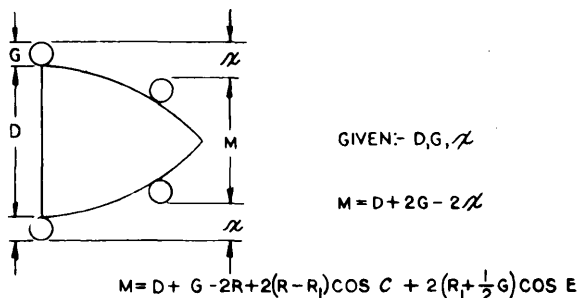 G
𝓍
D
M
𝓍
GIVEN:- D,G,𝓍
M = D + 2G - 2𝓍
M = D + G - 2R + 2(R - R₁) COS C + 2(R₁ + ½G) COS E